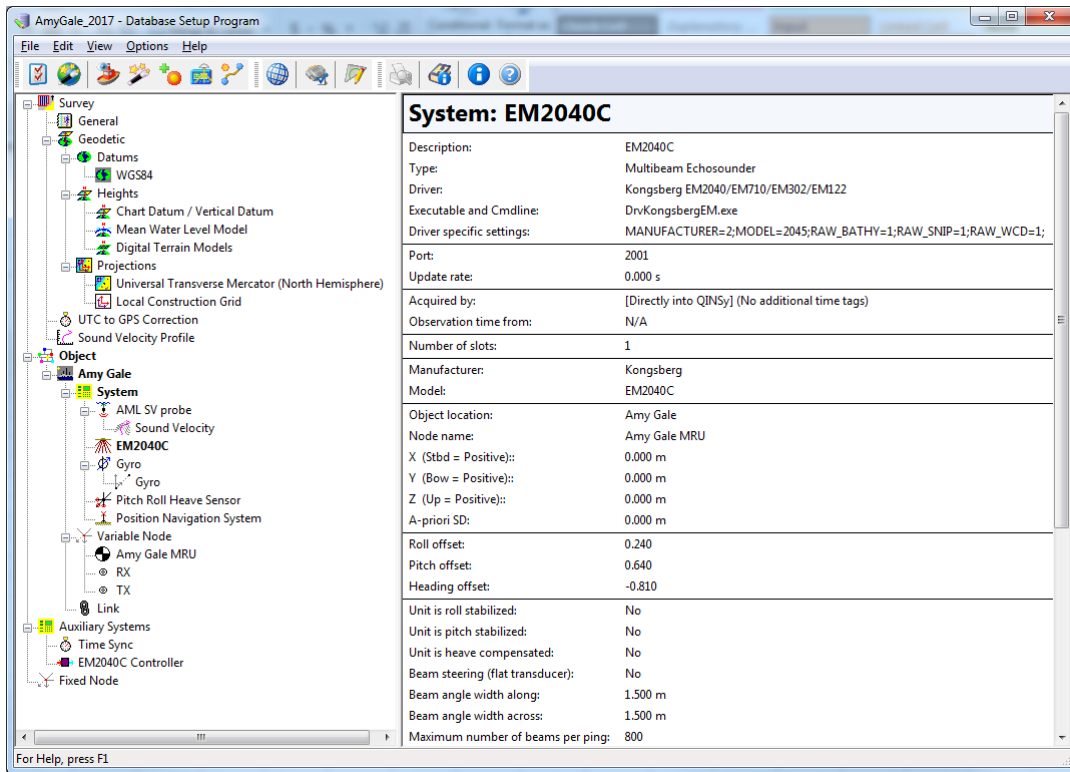 AmyGale_2017 - Database Setup Program
File Edit View Options Help
Survey
General
Geodetic
Datums
WGS84
Heights
Chart Datum / Vertical Datum
Mean Water Level Model
Digital Terrain Models
Projections
Universal Transverse Mercator (North Hemisphere)
Local Construction Grid
UTC to GPS Correction
Sound Velocity Profile
Object
Amy Gale
System
AML SV probe
Sound Velocity
EM2040C
Gyro
Gyro
Pitch Roll Heave Sensor
Position Navigation System
Variable Node
Amy Gale MRU
RX
TX
Link
Auxiliary Systems
Time Sync
EM2040C Controller
Fixed Node
System: EM2040C
Description: EM2040C
Type: Multibeam Echosounder
Driver: Kongsberg EM2040/EM710/EM302/EM122
Executable and Cmdline: DrvKongsbergEM.exe
Driver specific settings: MANUFACTURER=2;MODEL=2045;RAW_BATHY=1;RAW_SNIP=1;RAW_WCD=1;
Port: 2001
Update rate: 0.000 s
Acquired by: [Directly into QINSy] (No additional time tags)
Observation time from: N/A
Number of slots: 1
Manufacturer: Kongsberg
Model: EM2040C
Object location: Amy Gale
Node name: Amy Gale MRU
X (Stbd = Positive):: 0.000 m
Y (Bow = Positive):: 0.000 m
Z (Up = Positive):: 0.000 m
A-priori SD: 0.000 m
Roll offset: 0.240
Pitch offset: 0.640
Heading offset: -0.810
Unit is roll stabilized: No
Unit is pitch stabilized: No
Unit is heave compensated: No
Beam steering (flat transducer): No
Beam angle width along: 1.500 m
Beam angle width across: 1.500 m
Maximum number of beams per ping: 800
For Help, press F1